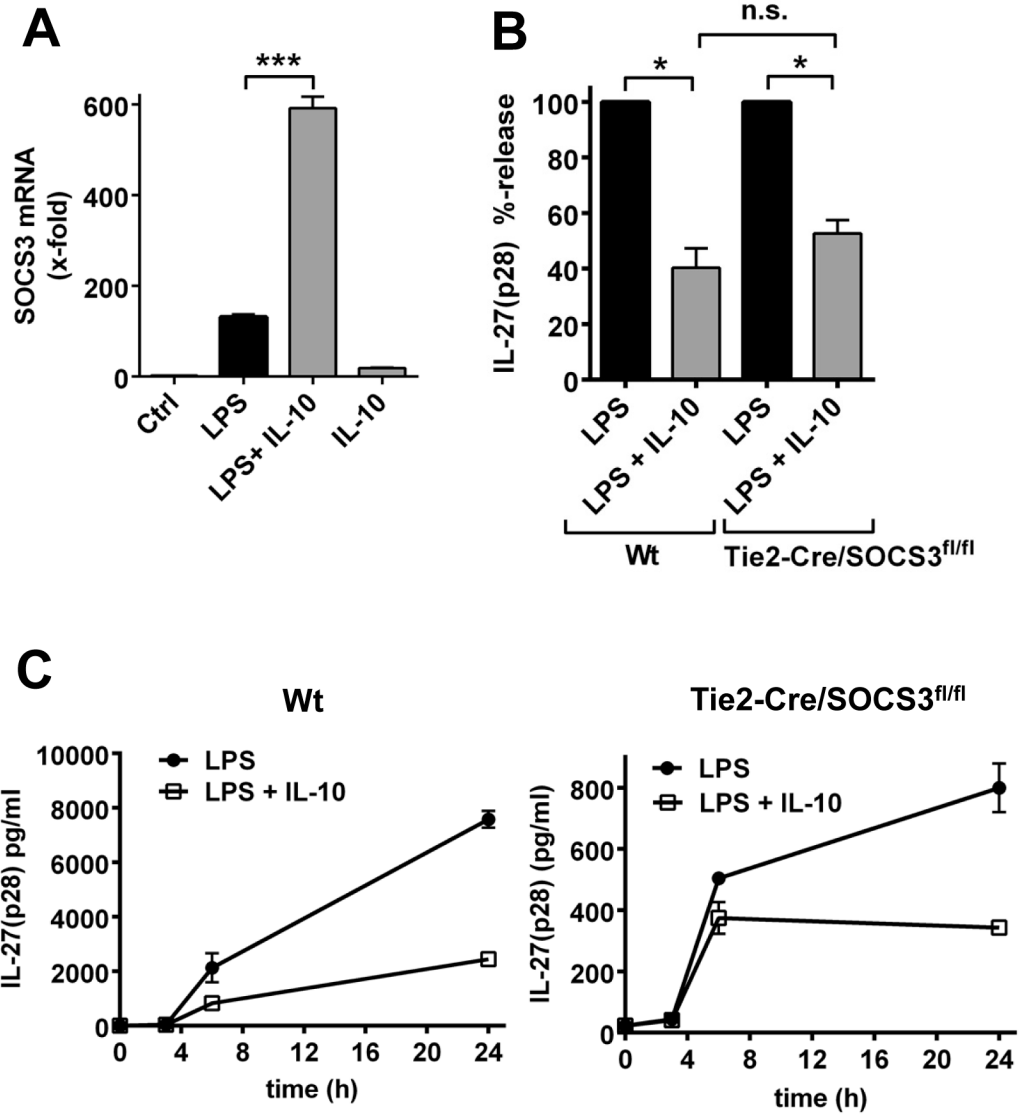 A
SOCS3 mRNA
(x-fold)
600
400
200
0
***
Ctrl
LPS
LPS+ IL-10
IL-10
B
IL-27(p28) %-release
100
80
60
40
20
0
n.s.
*
*
LPS
LPS + IL-10
LPS
LPS + IL-10
Wt
Tie2-Cre/SOCS3fl/fl
C
Wt
IL-27(p28) pg/ml
10000
8000
6000
4000
2000
0
LPS
LPS + IL-10
0 4 8 12 16 20 24
time (h)
Tie2-Cre/SOCS3fl/fl
IL-27(p28) (pg/ml)
800
600
400
200
0
LPS
LPS + IL-10
0 4 8 12 16 20 24
time (h)